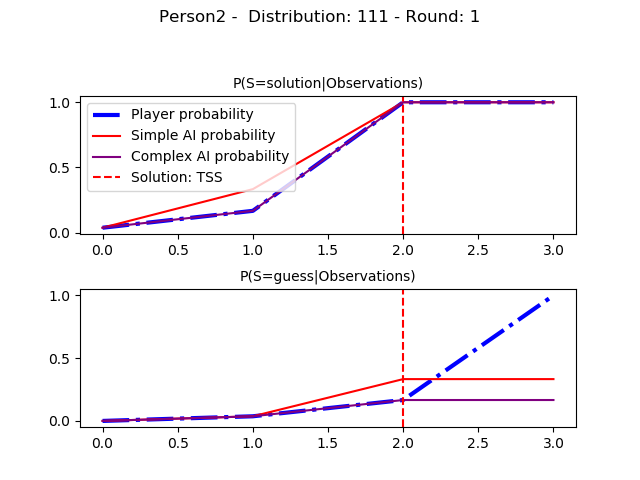 Person2 -  Distribution: 111 - Round: 1
P(S=solution|Observations)
1.0
0.5
0.0
Player probability
Simple AI probability
Complex AI probability
Solution: TSS
0.0 0.5 1.0 1.5 2.0 2.5 3.0
P(S=guess|Observations)
1.0
0.5
0.0
0.0 0.5 1.0 1.5 2.0 2.5 3.0